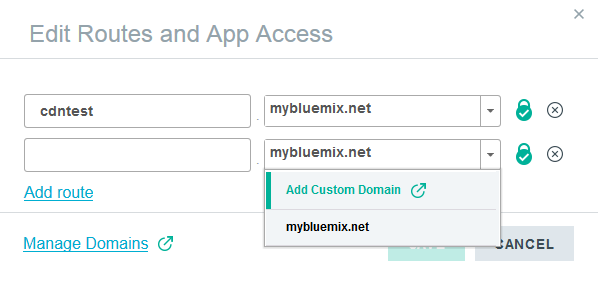 Edit Routes and App Access
cdntest . mybluemix.net
. mybluemix.net
Add route
Add Custom Domain
mybluemix.net
Manage Domains
CANCEL